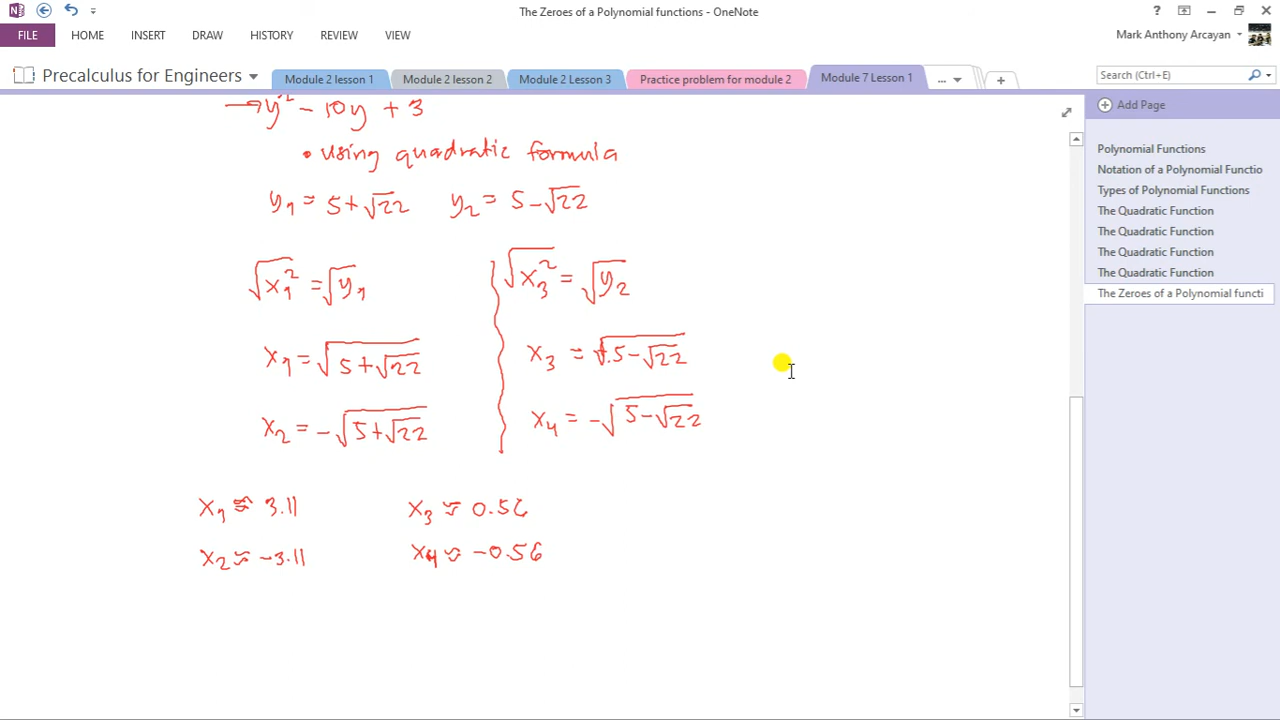 The Zeroes of a Polynomial functions - OneNote
?
FILE HOME INSERT DRAW HISTORY REVIEW VIEW
Mark Anthony Arcayan
Precalculus for Engineers
Module 2 lesson 1
Module 2 lesson 2
Module 2 Lesson 3
Practice problem for module 2
Module 7 Lesson 1
...
+
Search (Ctrl+E)
Add Page
Polynomial Functions
Notation of a Polynomial Functio
Types of Polynomial Functions
The Quadratic Function
The Quadratic Function
The Quadratic Function
The Quadratic Function
The Zeroes of a Polynomial functi
→ y² - 10y + 3
• using quadratic formula
y₁ = 5+√22 y₂ = 5-√22
√x₁² = √y₁
x₁ = √(5+√22)
x₂ = -√(5+√22)
√x₃² = √y₂
x₃ = √(5-√22)
x₄ = -√(5-√22)
x₁ ≈ 3.11 x₃ ≈ 0.56
x₂ ≈ -3.11 x₄ ≈ -0.56